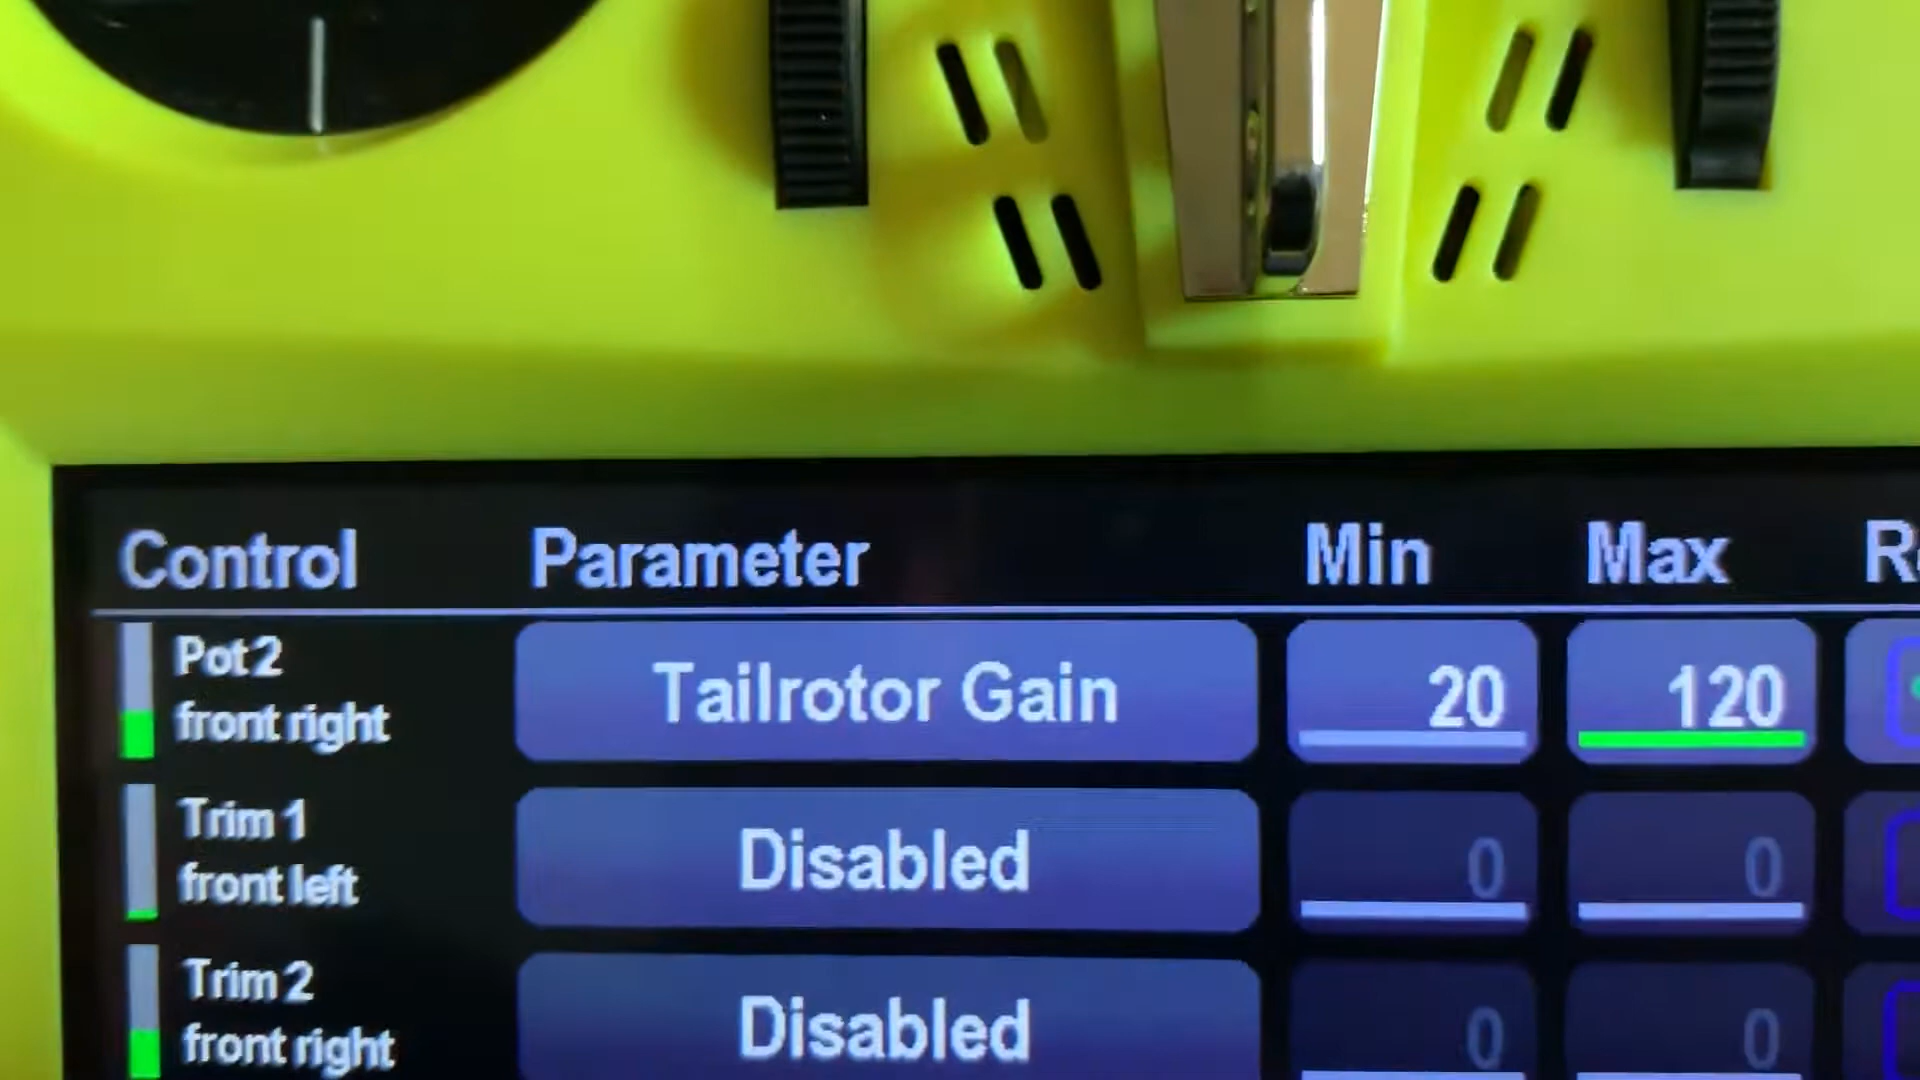 Control Parameter Min Max
Pot 2
front right
Tailrotor Gain 20 120
Trim 1
front left
Disabled 0 0
Trim 2
front right
Disabled 0 0